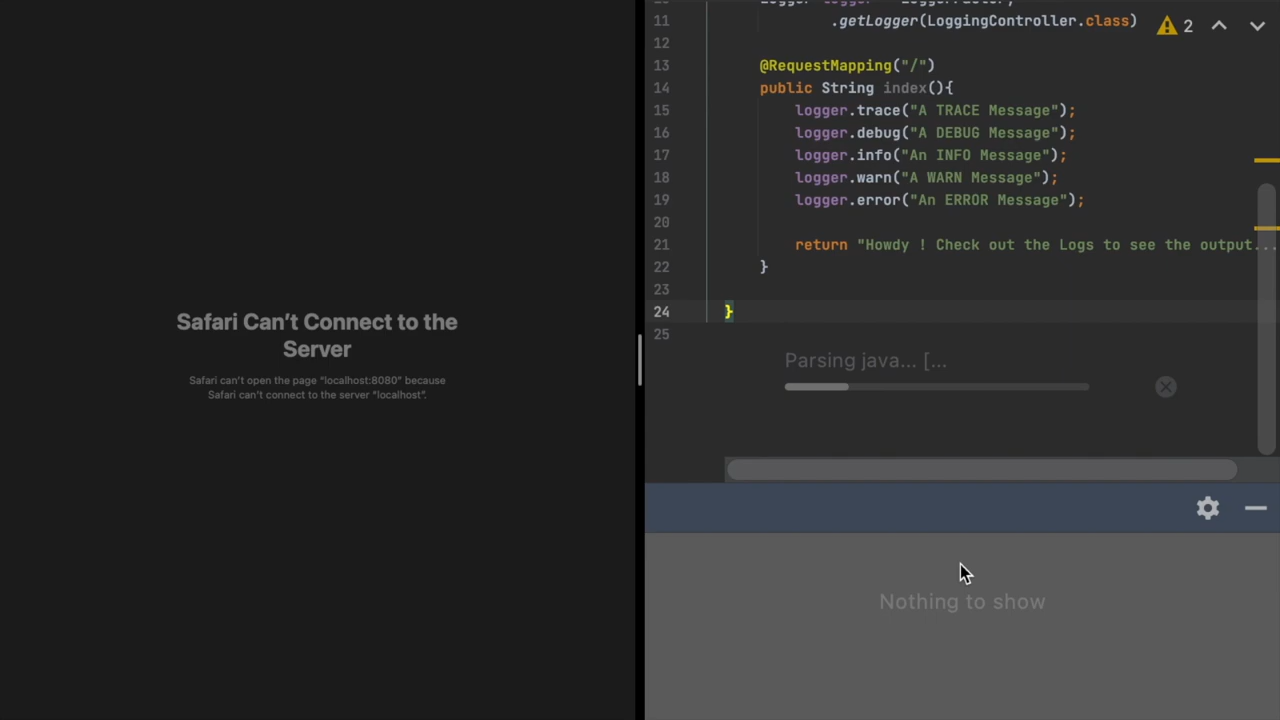 Safari Can't Connect to the
Server
Safari can't open the page "localhost:8080" because
Safari can't connect to the server "localhost".
11 .getLogger(LoggingController.class)
2
12
13 @RequestMapping("/")
14 public String index(){
15 logger.trace("A TRACE Message");
16 logger.debug("A DEBUG Message");
17 logger.info("An INFO Message");
18 logger.warn("A WARN Message");
19 logger.error("An ERROR Message");
20
21 return "Howdy ! Check out the Logs to see the output...
22 }
23
24 }
25
Parsing java... [...
Nothing to show